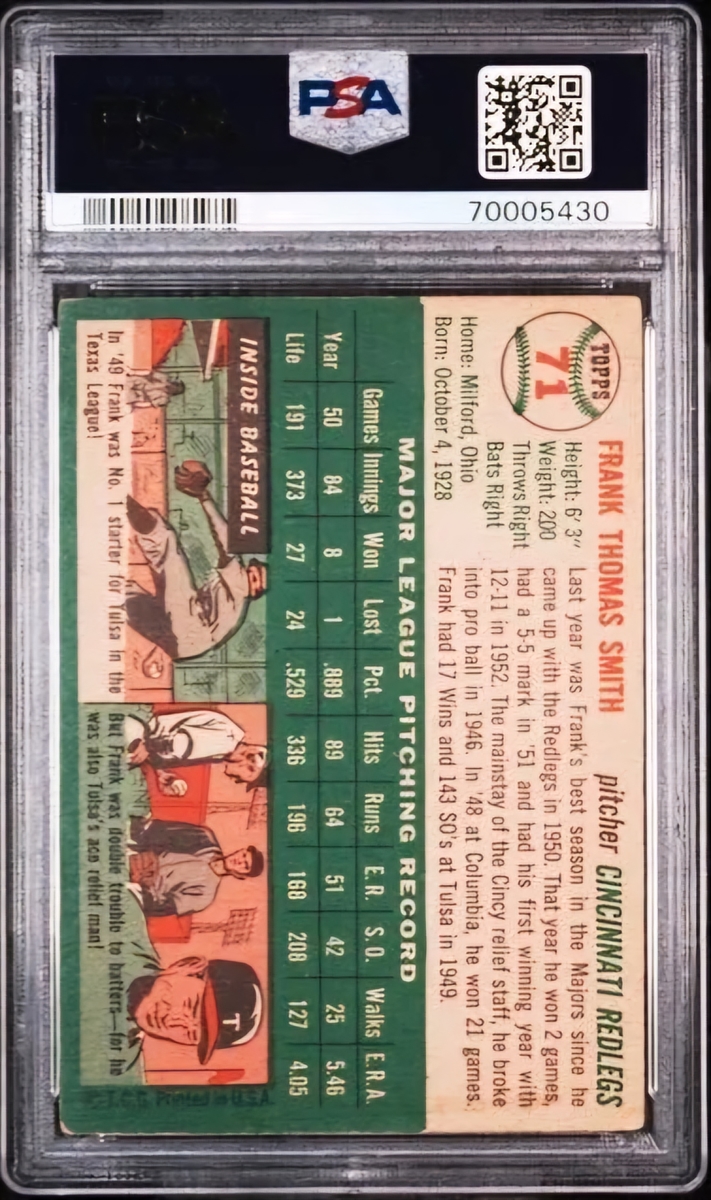 PSA
70005430
TOPPS
71
FRANK THOMAS SMITH pitcher CINCINNATI REDLEGS
Height: 6' 3"
Weight: 200
Throws Right
Bats Right
Home: Milford, Ohio
Born: October 4, 1928
Last year was Frank's best season in the Majors since he
came up with the Redlegs in 1950. That year he won 2 games,
had a 5-5 mark in '51 and had his first winning year with
12-11 in 1952. The mainstay of the Cincy relief staff, he broke
into pro ball in 1946. In '48 at Columbia, he won 21 games.
Frank had 17 Wins and 143 SO's at Tulsa in 1949.
MAJOR LEAGUE PITCHING RECORD
Games Innings Won Lost Pct. Hits Runs E.R. S.O. Walks E.R.A.
Year 50 84 8 1 .889 89 64 51 42 25 5.46
Life 191 373 27 24 .529 336 196 168 208 127 4.05
INSIDE BASEBALL
T
In '49 Frank was No. 1 starter for Tulsa in the
Texas League!
But Frank was double trouble to batters—for he
was also Tulsa's ace relief man!
© T.C.G. Printed in U.S.A.